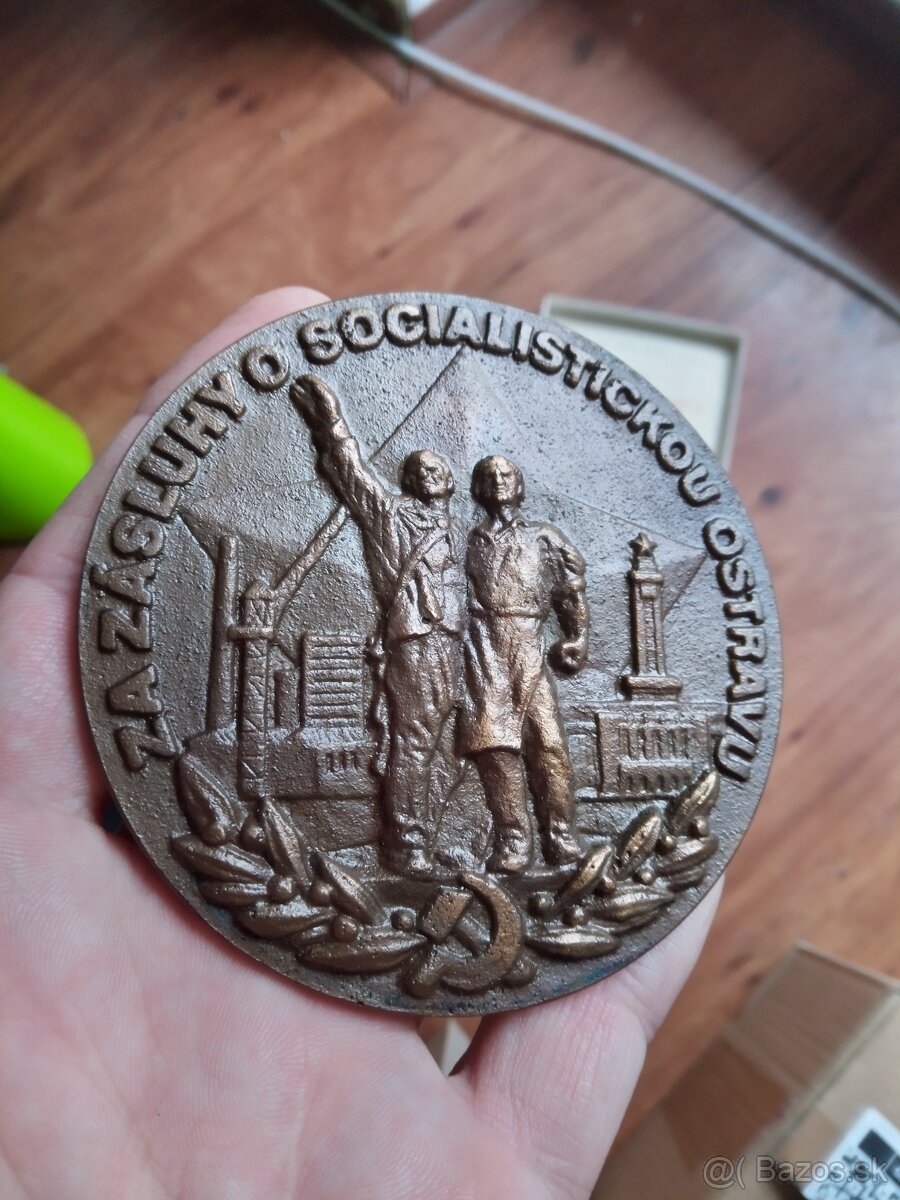 ZA ZÁSLUHY O SOCIALISTICKOU OSTRAVU
@( Bazos.sk